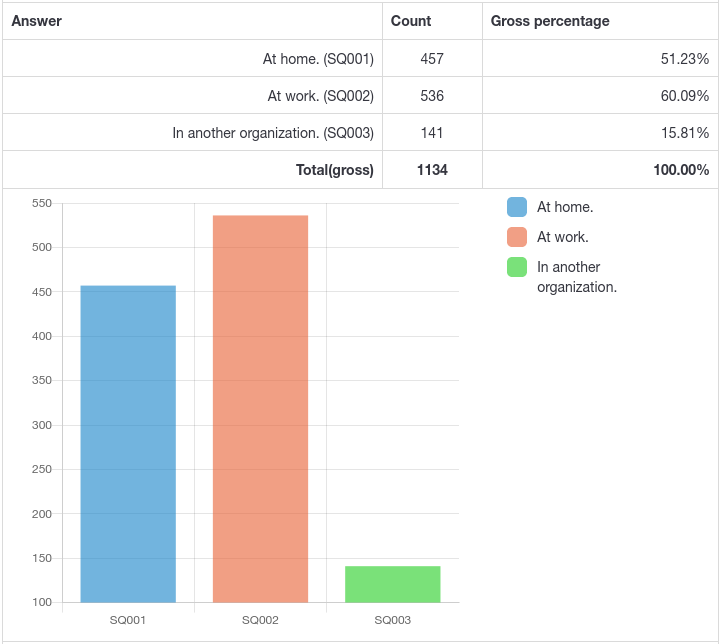 Answer Count Gross percentage
At home. (SQ001) 457 51.23%
At work. (SQ002) 536 60.09%
In another organization. (SQ003) 141 15.81%
Total(gross) 1134 100.00%
550
500
450
400
350
300
250
200
150
100
SQ001 SQ002 SQ003
At home.
At work.
In another
organization.